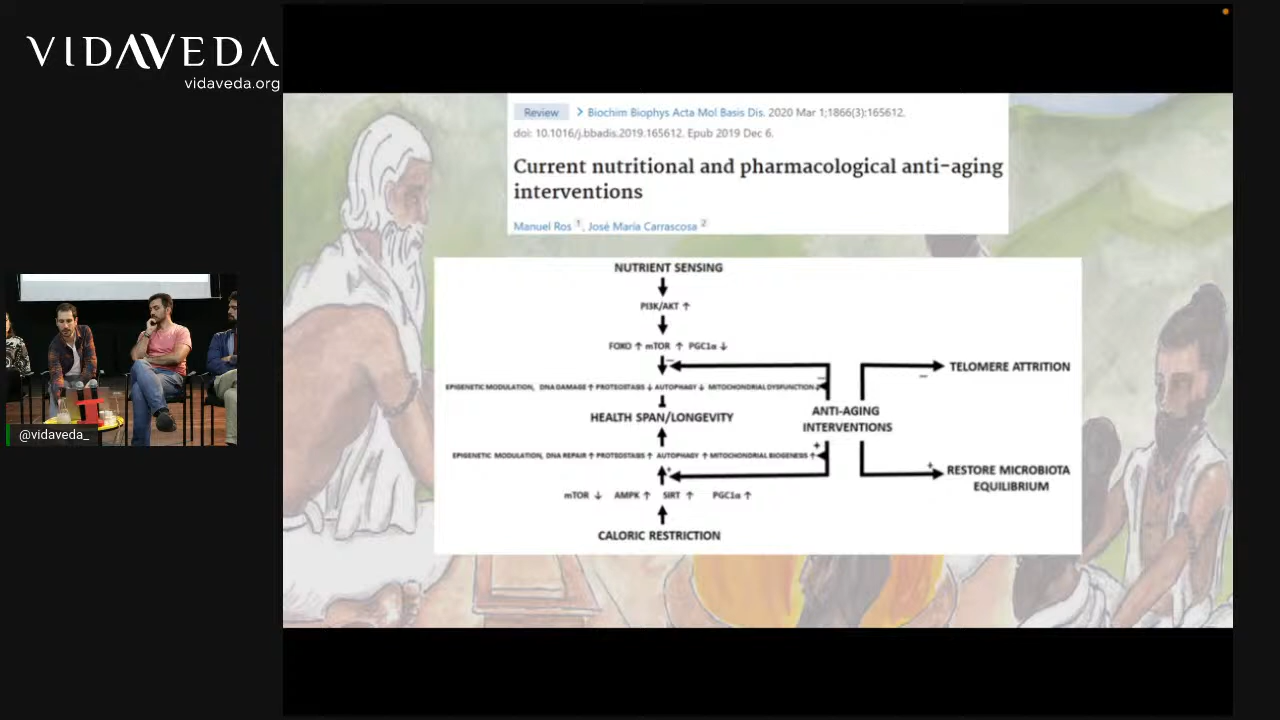 VIDAVEDA
vidaveda.org
@vidaveda_
Review > Biochim Biophys Acta Mol Basis Dis. 2020 Mar 1;1866(3):165612.
doi: 10.1016/j.bbadis.2019.165612. Epub 2019 Dec 6.
Current nutritional and pharmacological anti-aging
interventions
Manuel Ros 1, José María Carrascosa 2
NUTRIENT SENSING
PI3K/AKT ↑
FOXO ↑ mTOR ↑ PGC1α ↓
EPIGENETIC MODULATION, DNA DAMAGE ↑ PROTEOSTASIS ↓ AUTOPHAGY ↓ MITOCHONDRIAL DYSFUNCTION
HEALTH SPAN/LONGEVITY
EPIGENETIC MODULATION, DNA REPAIR ↑ PROTEOSTASIS ↑ AUTOPHAGY ↑ MITOCHONDRIAL BIOGENESIS ↑
mTOR ↓ AMPK ↑ SIRT ↑ PGC1α ↑
CALORIC RESTRICTION
ANTI-AGING
INTERVENTIONS
TELOMERE ATTRITION
RESTORE MICROBIOTA
EQUILIBRIUM